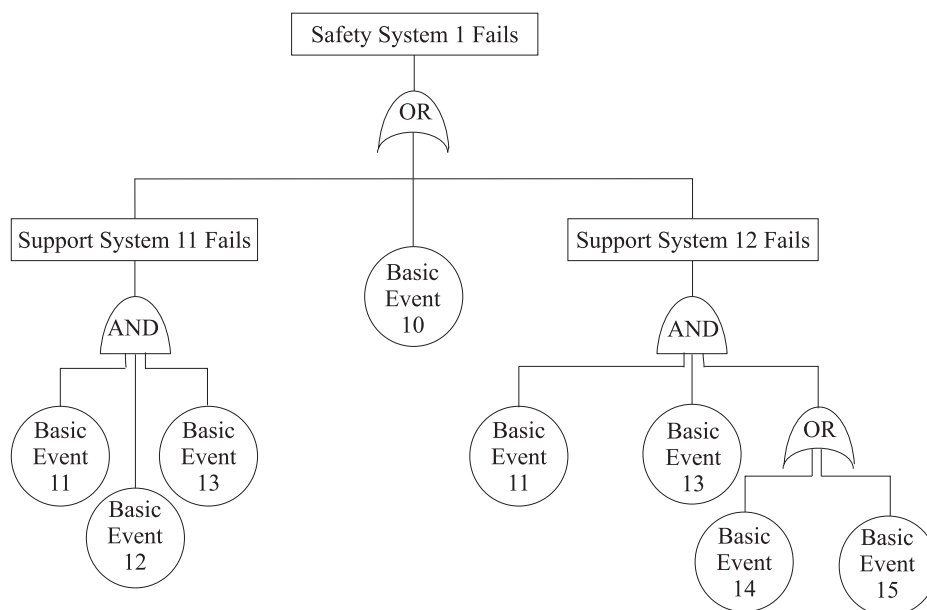 Safety System 1 Fails
OR
Support System 11 Fails
Support System 12 Fails
Basic
Event
10
AND
AND
Basic
Event
11
Basic
Event
12
Basic
Event
13
Basic
Event
11
Basic
Event
13
OR
Basic
Event
14
Basic
Event
15